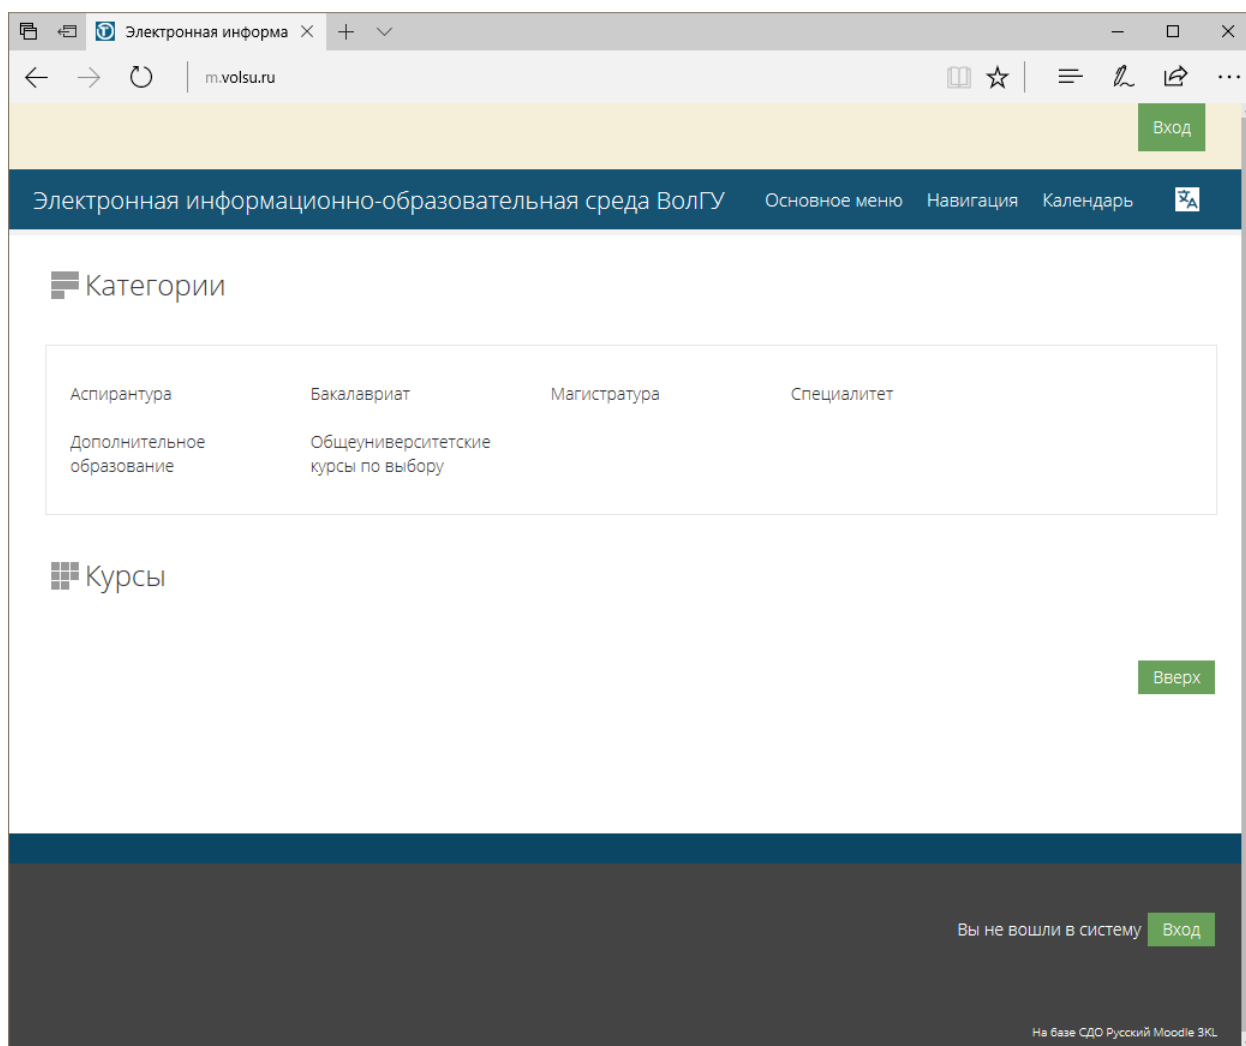 Электронная информа
m.volsu.ru
Вход
Электронная информационно-образовательная среда ВолГУ
Основное меню
Навигация
Календарь
Категории
Аспирантура
Бакалавриат
Магистратура
Специалитет
Дополнительное
образование
Общеуниверситетские
курсы по выбору
Курсы
Вверх
Вы не вошли в систему
Вход
На базе СДО Русский Moodle 3KL